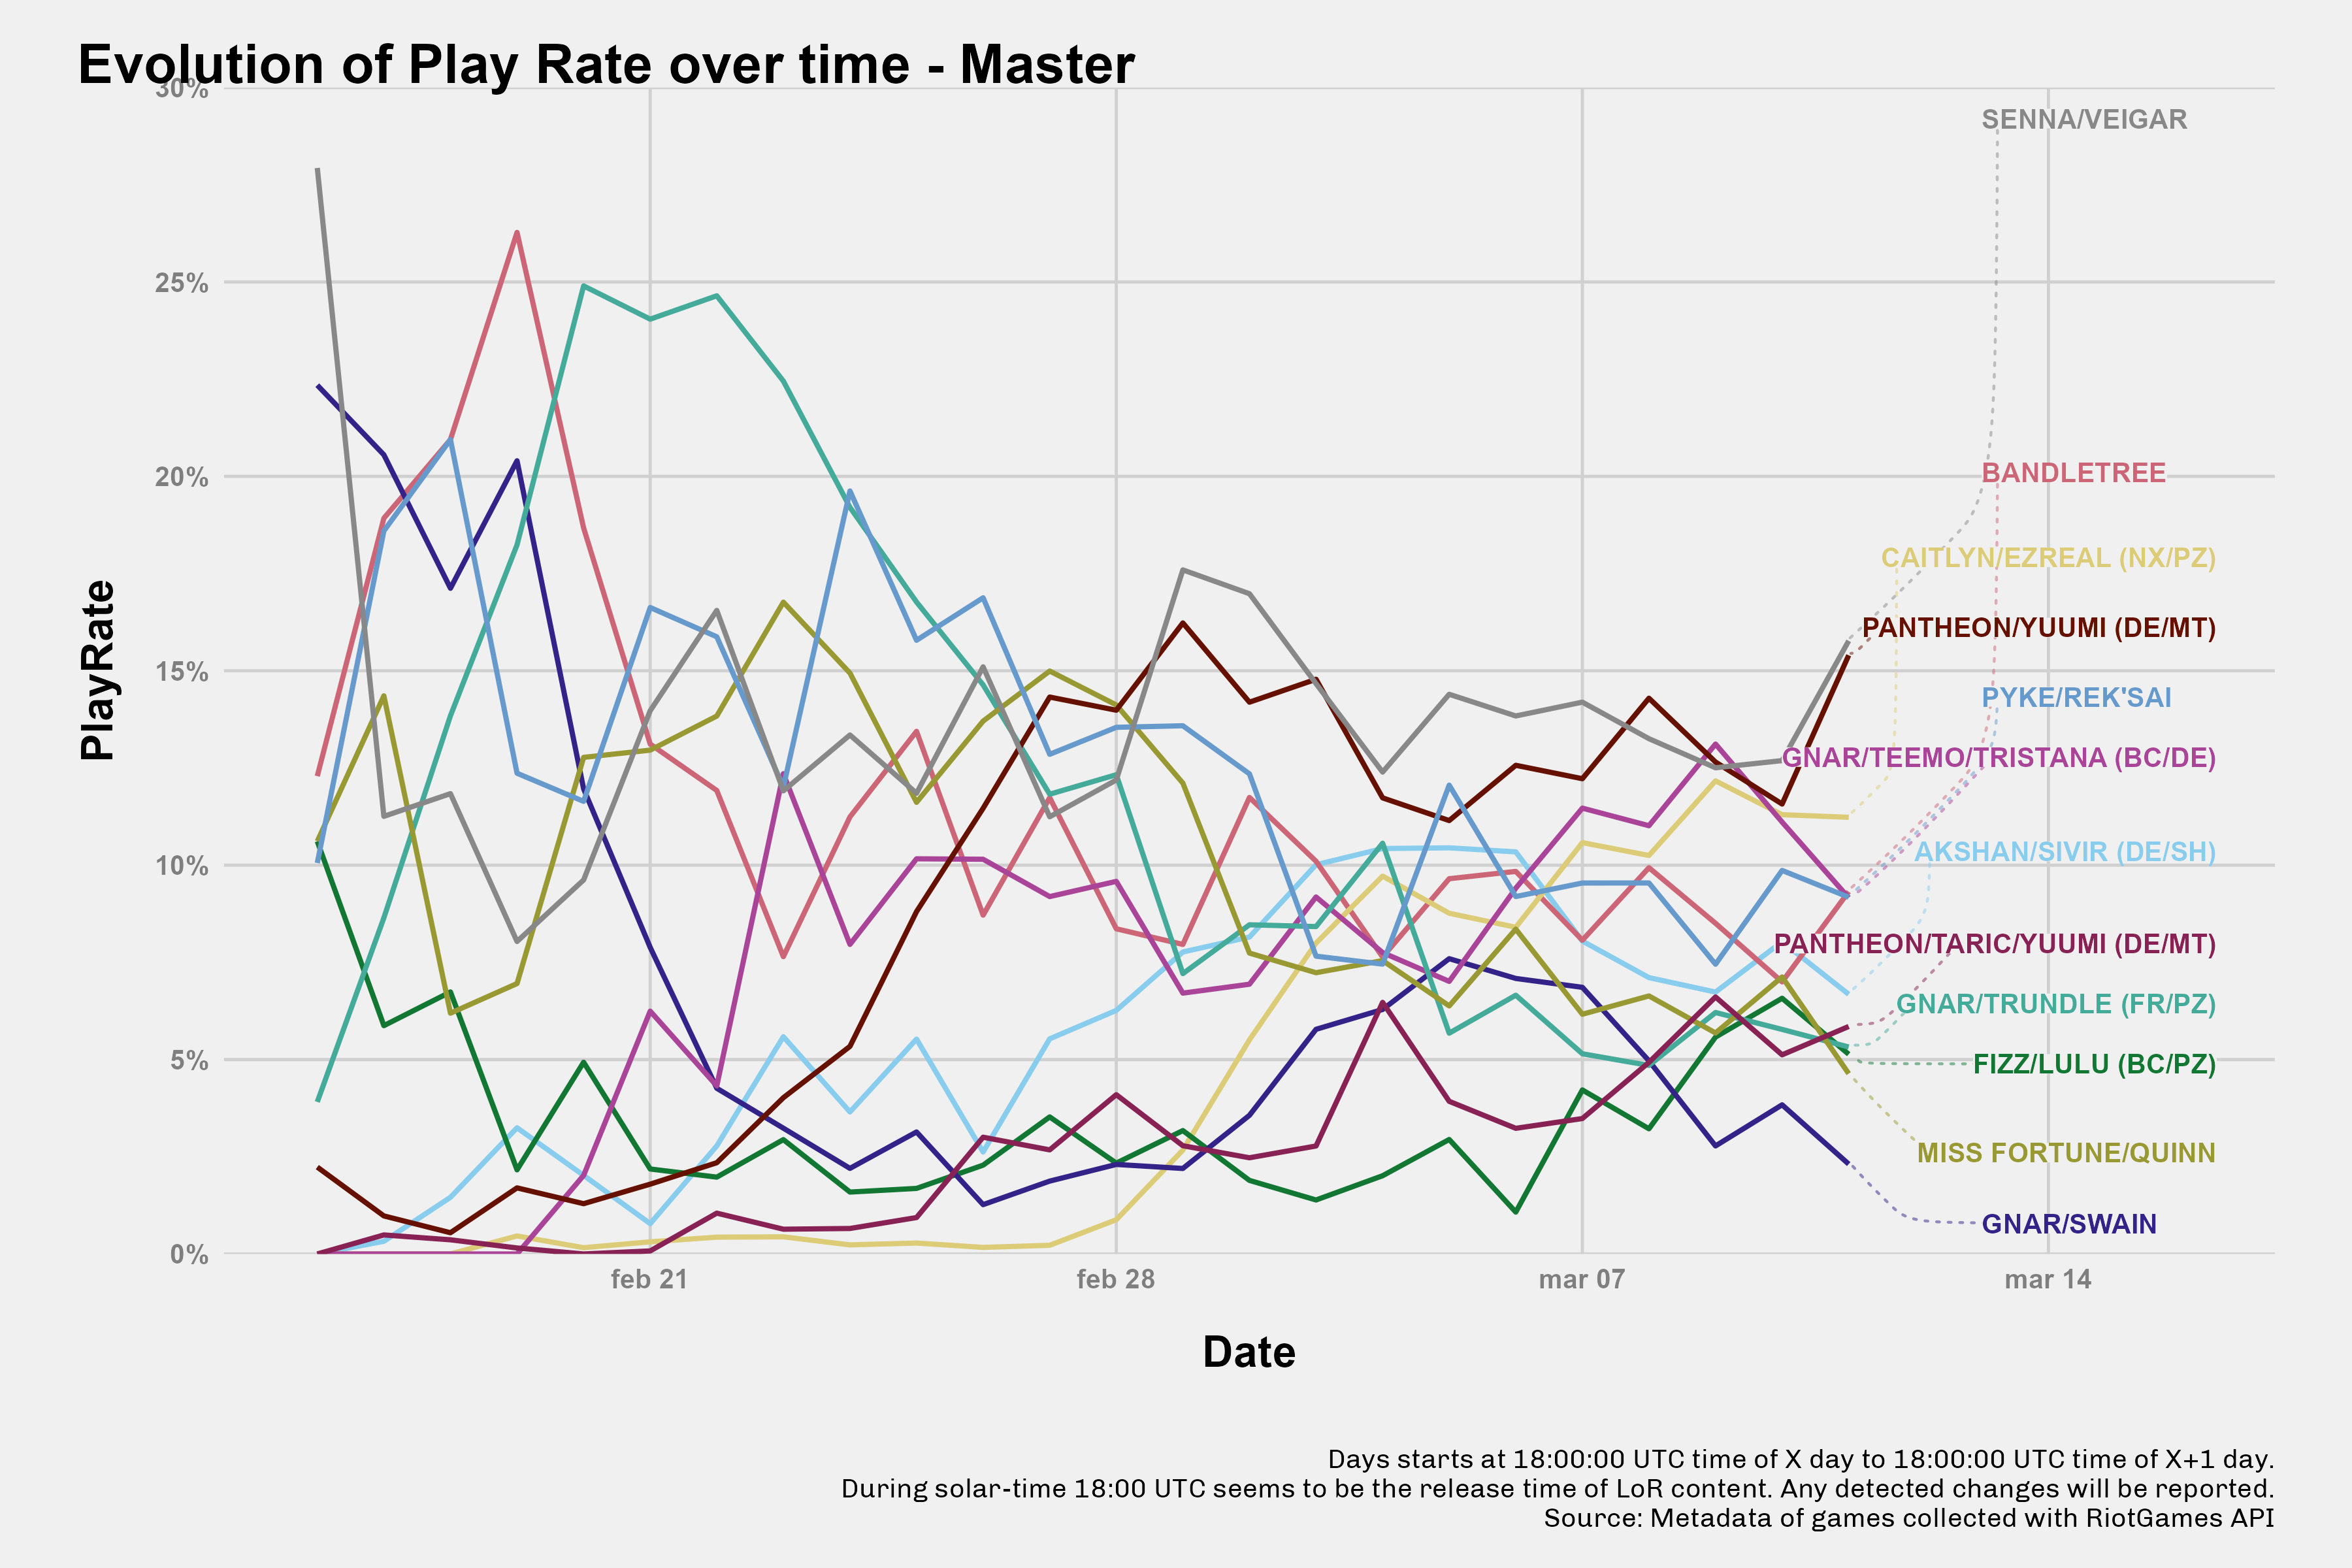 Evolution of Play Rate over time - Master
30%
25%
20%
15%
10%
5%
0%
PlayRate
SENNA/VEIGAR
BANDLETREE
CAITLYN/EZREAL (NX/PZ)
PANTHEON/YUUMI (DE/MT)
PYKE/REK'SAI
GNAR/TEEMO/TRISTANA (BC/DE)
AKSHAN/SIVIR (DE/SH)
PANTHEON/TARIC/YUUMI (DE/MT)
GNAR/TRUNDLE (FR/PZ)
FIZZ/LULU (BC/PZ)
MISS FORTUNE/QUINN
GNAR/SWAIN
feb 21 feb 28 mar 07 mar 14
Date
Days starts at 18:00:00 UTC time of X day to 18:00:00 UTC time of X+1 day.
During solar-time 18:00 UTC seems to be the release time of LoR content. Any detected changes will be reported.
Source: Metadata of games collected with RiotGames API